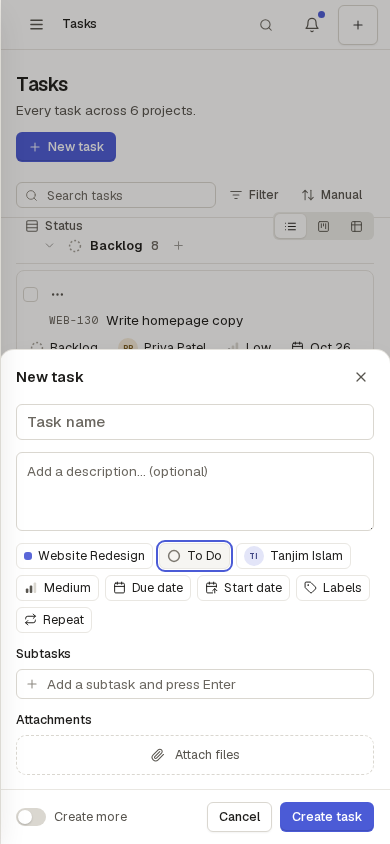 Tasks
Tasks
Every task across 6 projects.
New task
Search tasks
Filter
Manual
Status
Backlog 8
WEB-130 Write homepage copy
Backlog PP Priya Patel Low Oct 26
New task
Task name
Add a description... (optional)
Website Redesign
To Do
TI Tanjim Islam
Medium
Due date
Start date
Labels
Repeat
Subtasks
Add a subtask and press Enter
Attachments
Attach files
Create more
Cancel
Create task